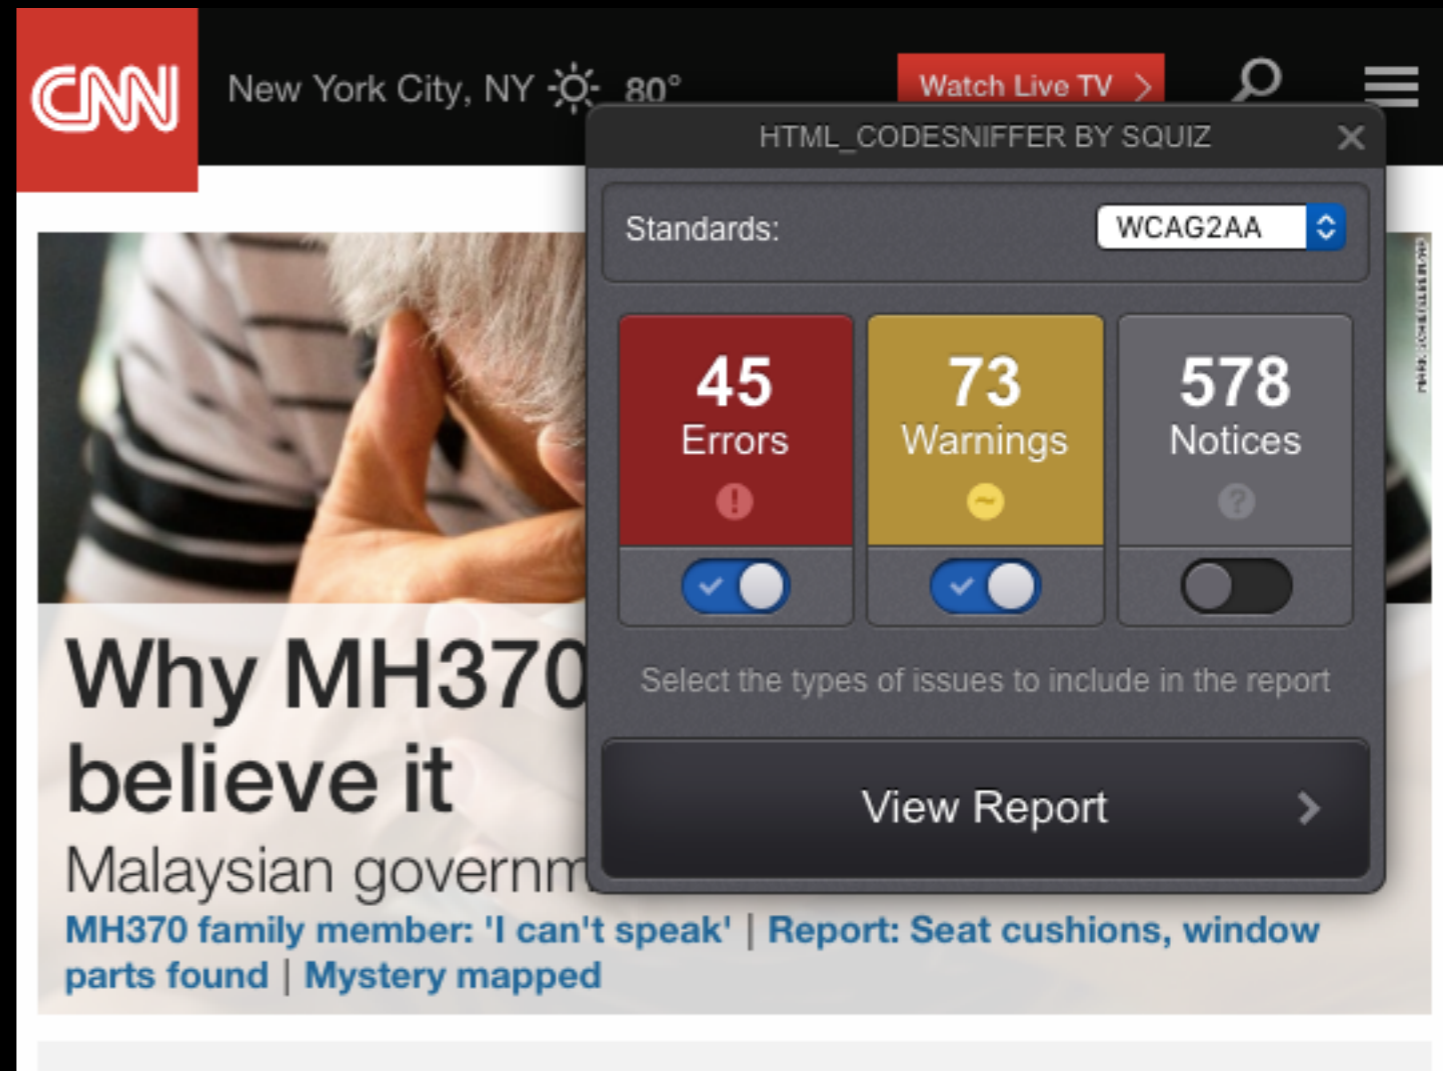 CNN
New York City, NY 80°
Watch Live TV
HTML_CODESNIFFER BY SQUIZ
Standards:
WCAG2AA
45
Errors
73
Warnings
578
Notices
Select the types of issues to include in the report
View Report
Why MH370
believe it
Malaysian governm
MH370 family member: 'I can't speak' | Report: Seat cushions, window
parts found | Mystery mapped